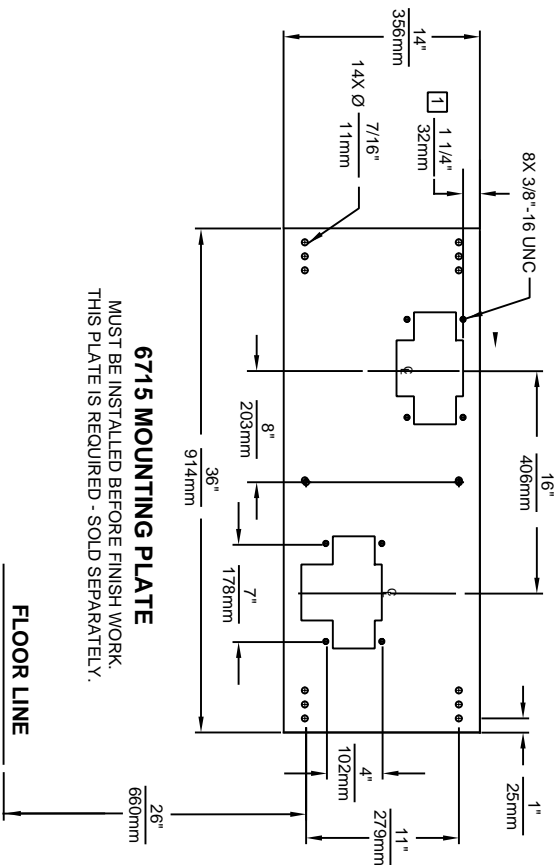 14"
356mm
1
1 1/4"
32mm
8X 3/8"-16 UNC
14X Ø
7/16"
11mm
16"
406mm
℄
8"
203mm
℄
7"
178mm
36"
914mm
1"
25mm
4"
102mm
11"
279mm
26"
660mm
6715 MOUNTING PLATE
MUST BE INSTALLED BEFORE FINISH WORK.
THIS PLATE IS REQUIRED - SOLD SEPARATELY.
FLOOR LINE